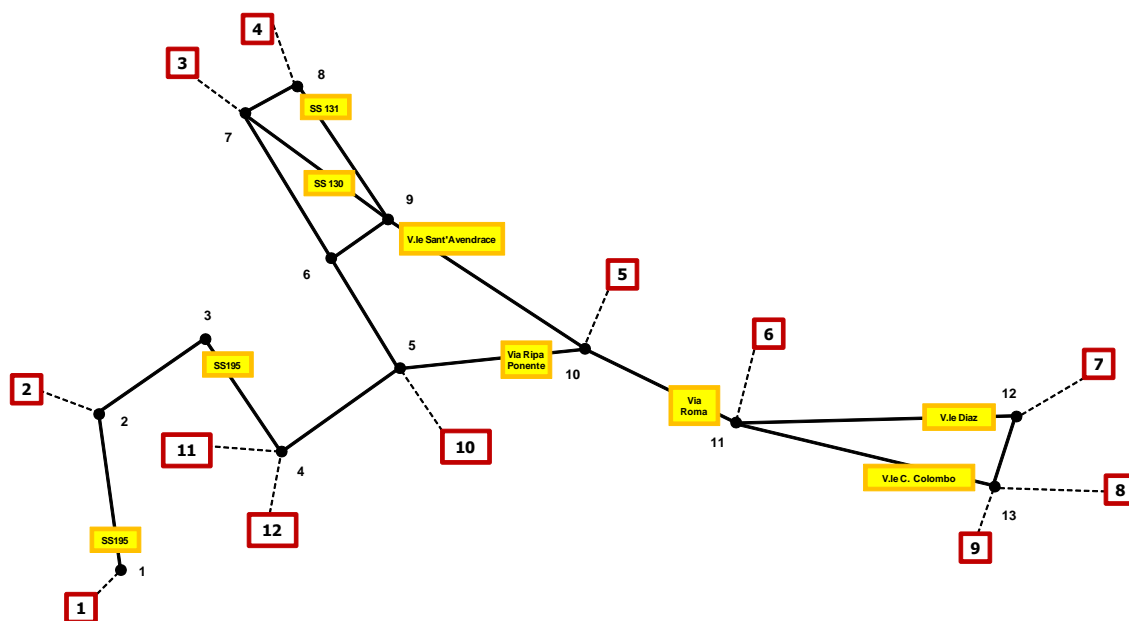 4
3
8
SS 131
7
SS 130
9
V.le Sant'Avendrace
6
5
3
5
6
SS195
Via Ripa
Ponente
10
7
2
2
Via
Roma
12
V.le Diaz
11
11
10
4
V.le C. Colombo
8
12
13
SS195
9
1
1